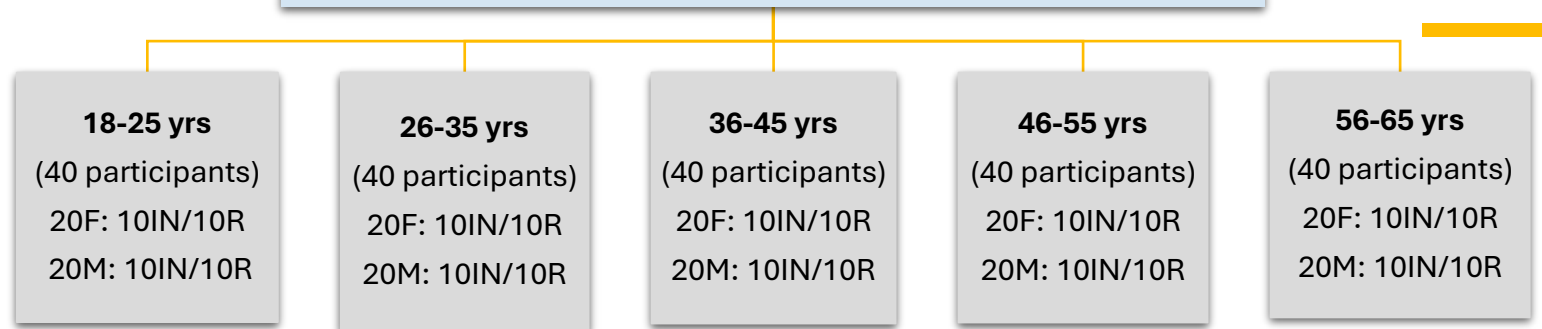 18-25 yrs
(40 participants)
20F: 10IN/10R
20M: 10IN/10R
26-35 yrs
(40 participants)
20F: 10IN/10R
20M: 10IN/10R
36-45 yrs
(40 participants)
20F: 10IN/10R
20M: 10IN/10R
46-55 yrs
(40 participants)
20F: 10IN/10R
20M: 10IN/10R
56-65 yrs
(40 participants)
20F: 10IN/10R
20M: 10IN/10R